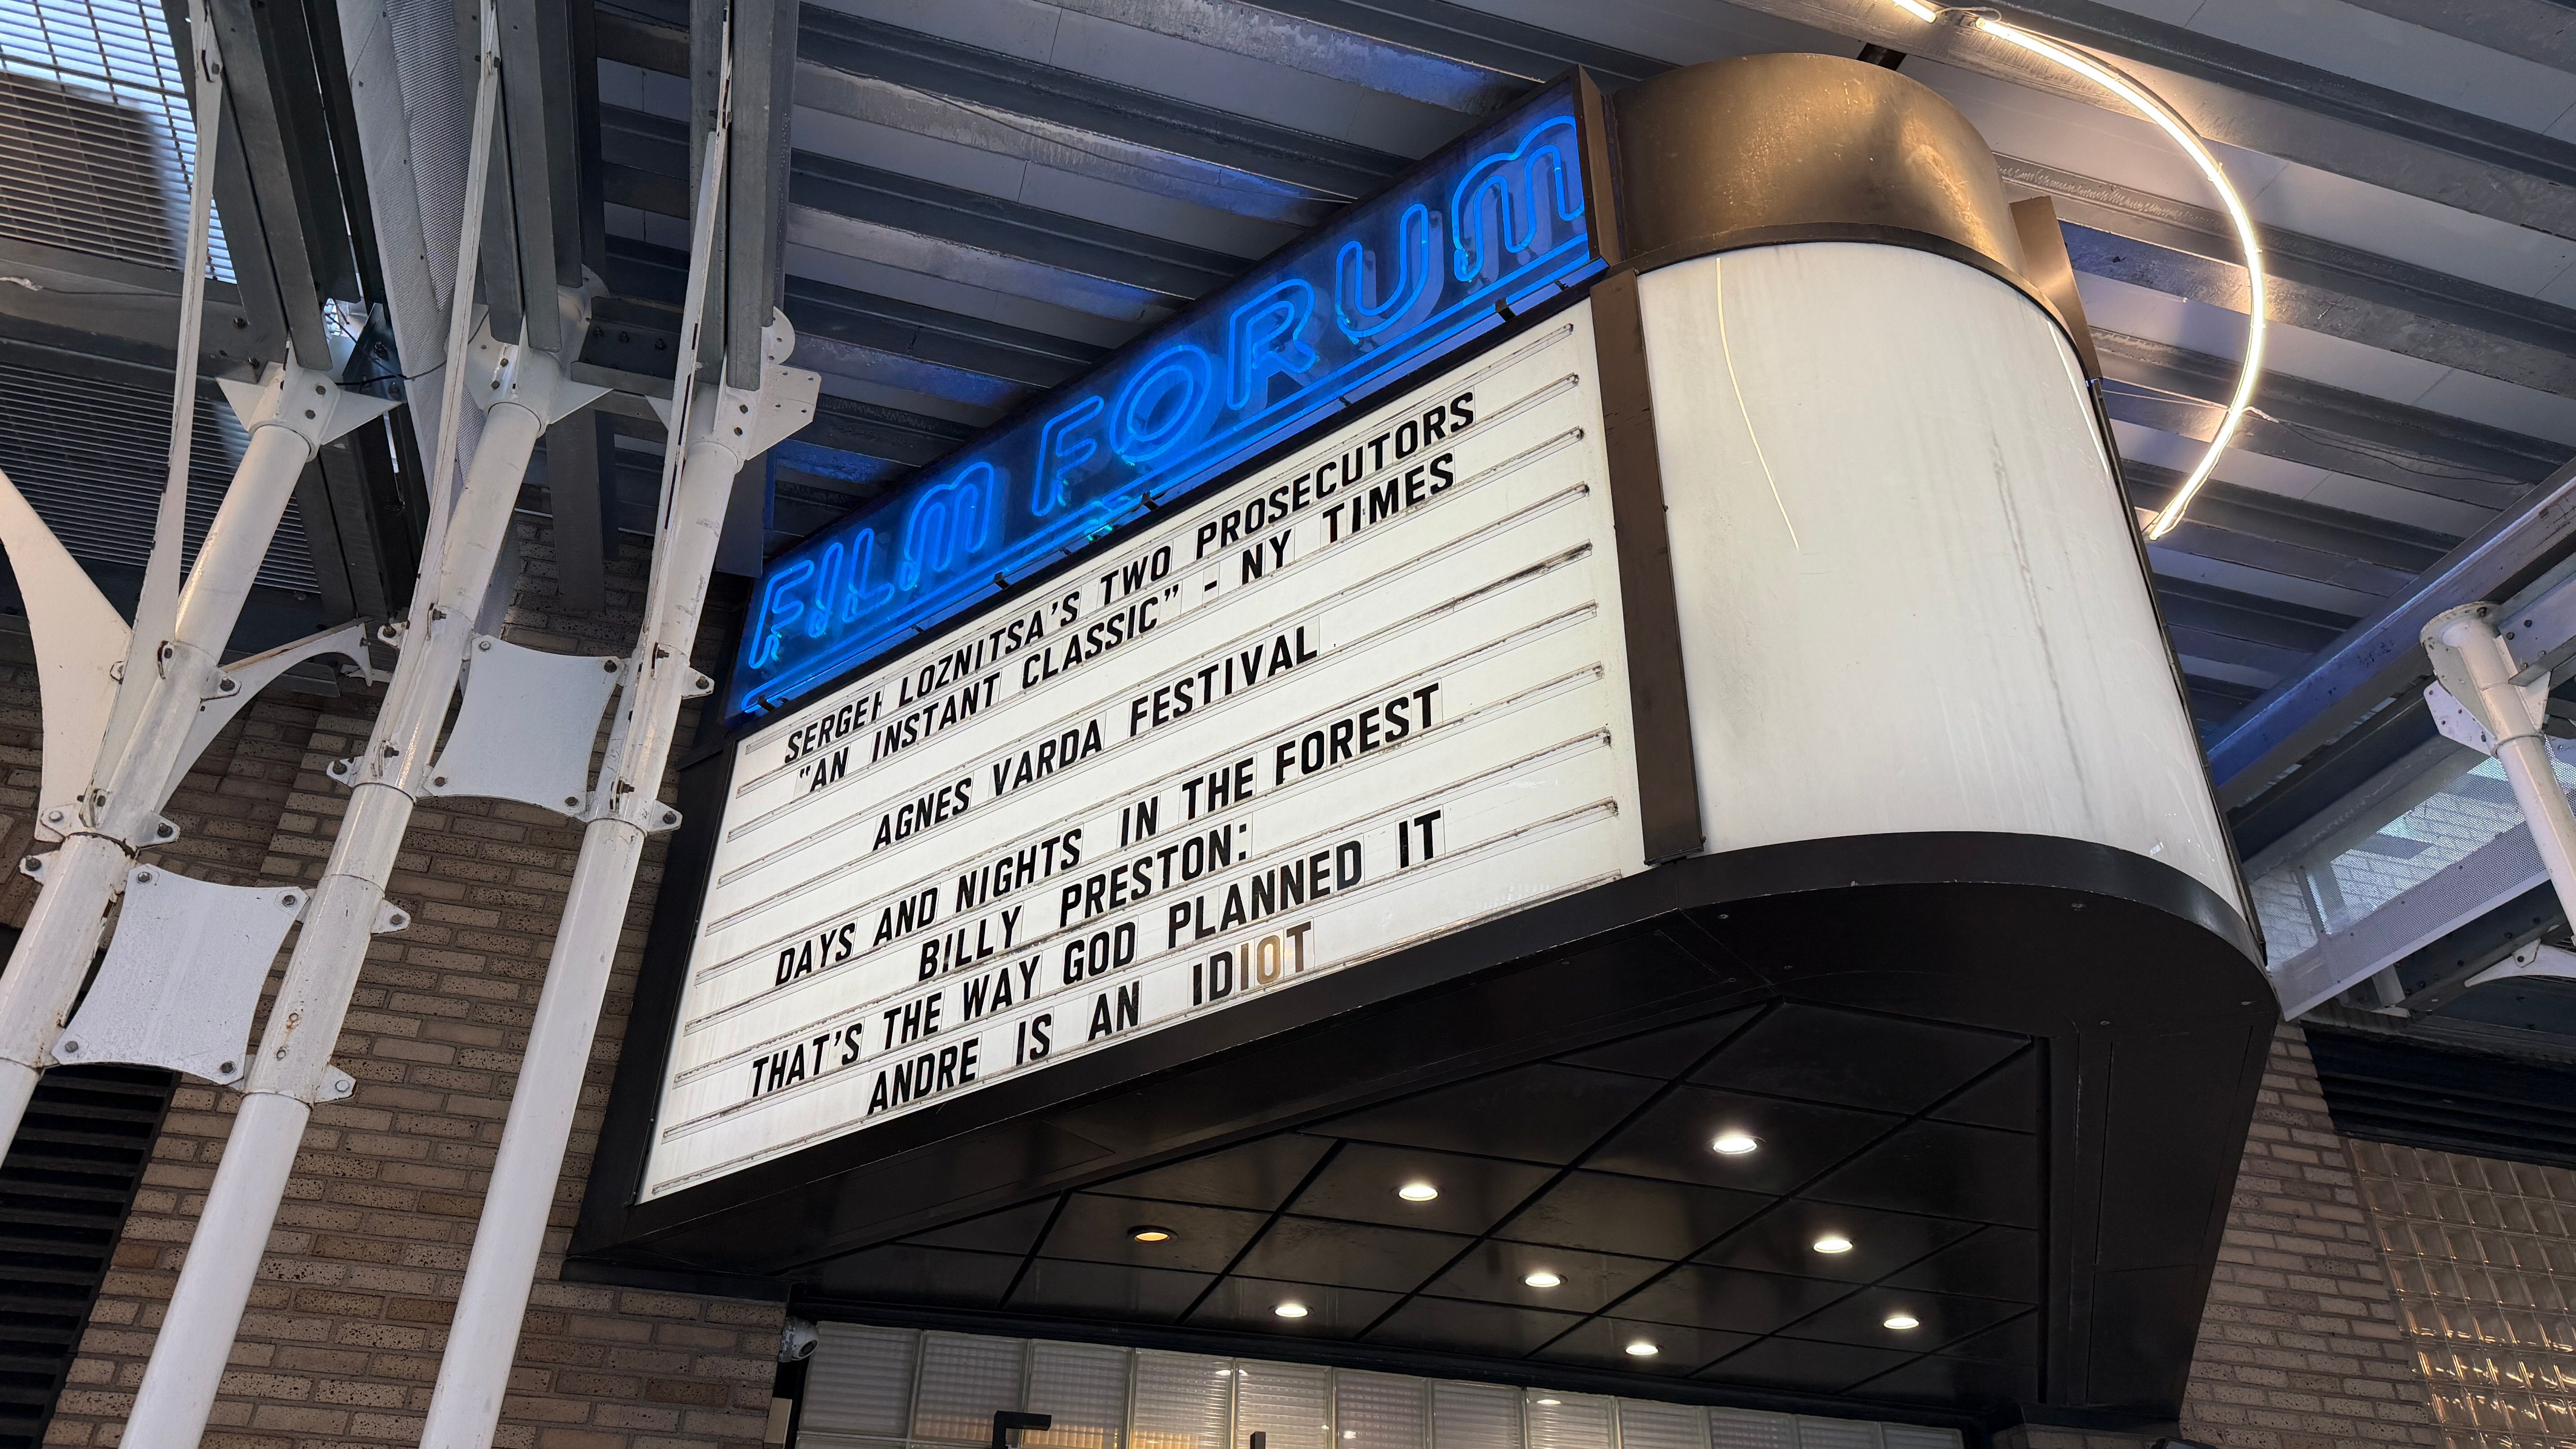 FILM FORUM
SERGEI LOZNITSA'S TWO PROSECUTORS
"AN INSTANT CLASSIC" - NY TIMES
AGNES VARDA FESTIVAL
DAYS AND NIGHTS IN THE FOREST
BILLY PRESTON:
THAT'S THE WAY GOD PLANNED IT
ANDRE IS AN IDIOT